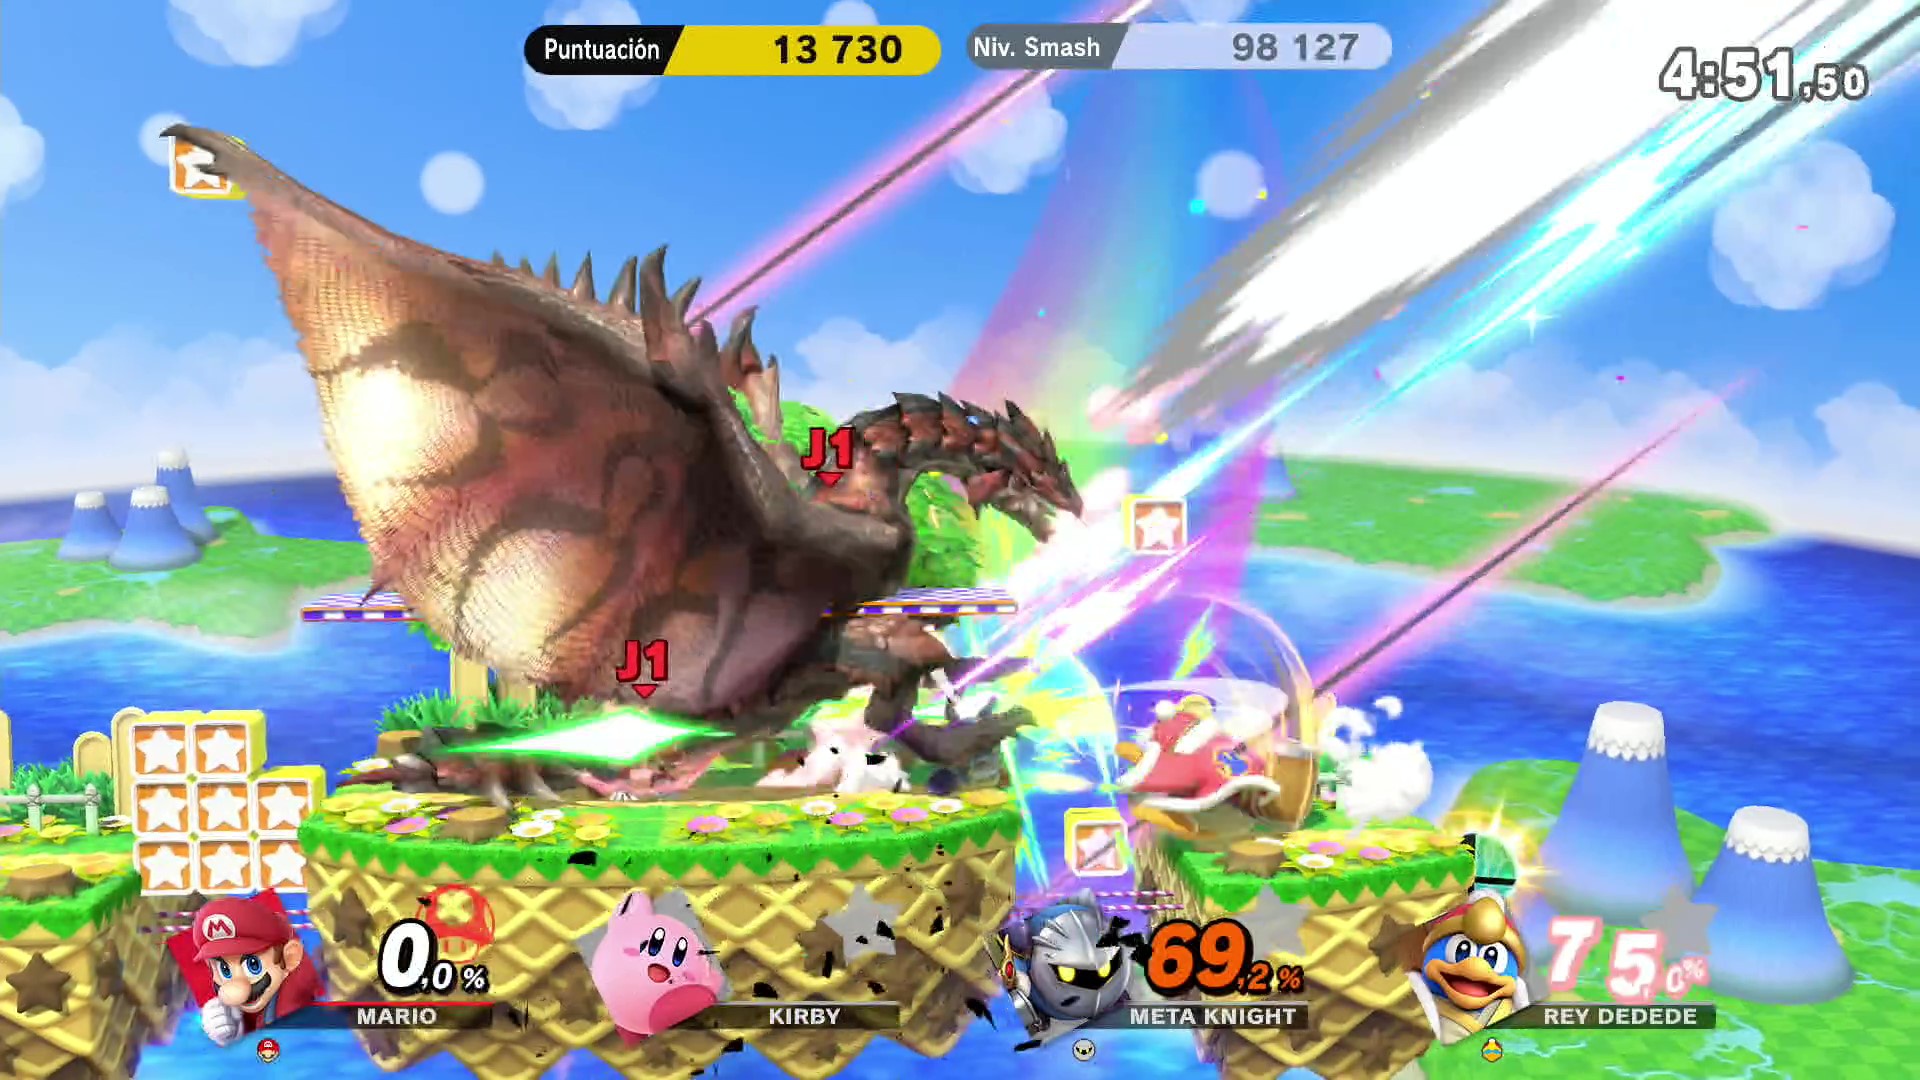 Puntuación 13 730
Niv. Smash 98 127
4:51,50
J1
J1
0,0%
69,2%
75,0%
MARIO
KIRBY
META KNIGHT
REY DEDEDE